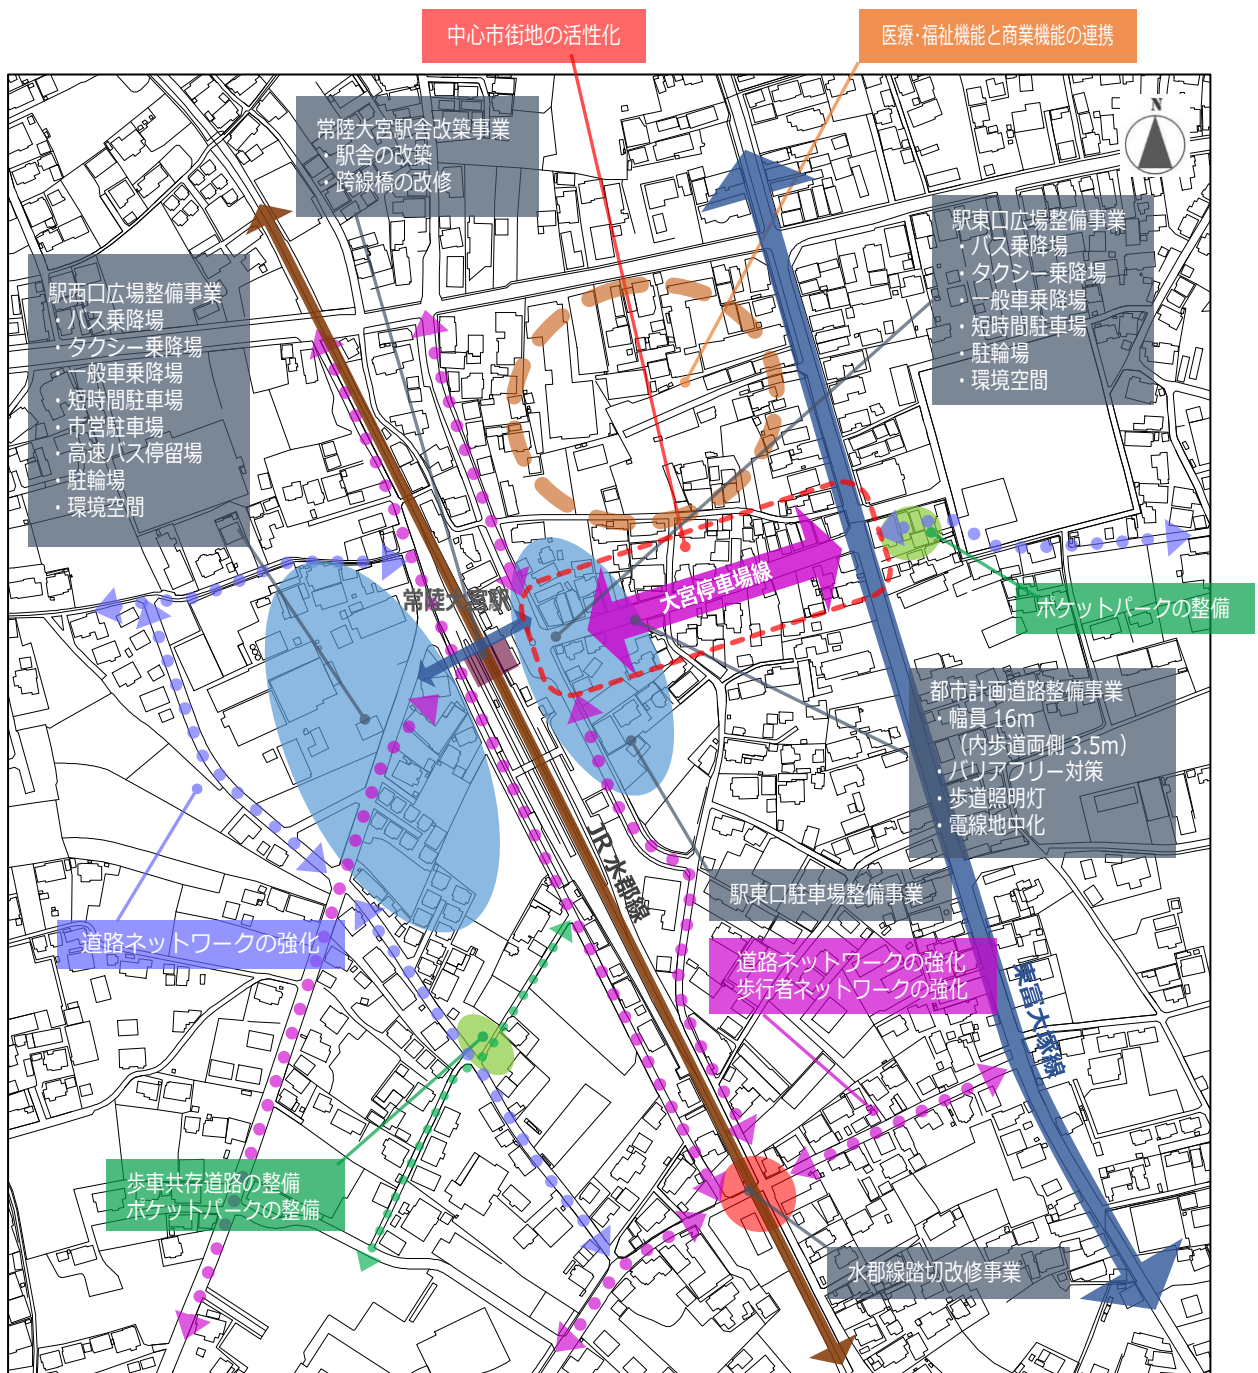 中心市街地の活性化
医療・福祉機能と商業機能の連携
N
常陸大宮駅舎改築事業
・駅舎の改築
・跨線橋の改修
駅東口広場整備事業
・バス乗降場
・タクシー乗降場
・一般車乗降場
・短時間駐車場
・駐輪場
・環境空間
駅西口広場整備事業
・バス乗降場
・タクシー乗降場
・一般車乗降場
・短時間駐車場
・市営駐車場
・高速バス停留場
・駐輪場
・環境空間
常陸大宮駅
大宮停車場線
ポケットパークの整備
都市計画道路整備事業
・幅員 16m
（内歩道両側 3.5m）
・バリアフリー対策
・歩道照明灯
・電線地中化
JR 水郡線
駅東口駐車場整備事業
道路ネットワークの強化
道路ネットワークの強化
歩行者ネットワークの強化
東富大塚線
歩車共存道路の整備
ポケットパークの整備
水郡線踏切改修事業